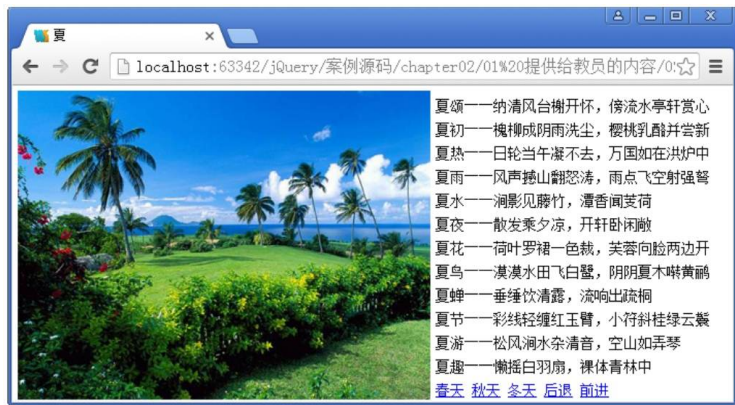 夏
localhost:63342/jQuery/案例源码/chapter02/01%20提供给教员的内容/0
夏颂——纳清风台榭开怀，傍流水亭轩赏心
夏初——槐柳成阴雨洗尘，樱桃乳酪并尝新
夏热——日轮当午凝不去，万国如在洪炉中
夏雨——风声撼山翻怒涛，雨点飞空射强弩
夏水——涧影见藤竹，潭香闻芰荷
夏夜——散发乘夕凉，开轩卧闲敞
夏花——荷叶罗裙一色裁，芙蓉向脸两边开
夏鸟——漠漠水田飞白鹭，阴阴夏木啭黄鹂
夏蝉——垂緌饮清露，流响出疏桐
夏节——彩线轻缠红玉臂，小符斜挂绿云鬟
夏游——松风涧水杂清音，空山如弄琴
夏趣——懒摇白羽扇，裸体青林中
春天 秋天 冬天 后退 前进